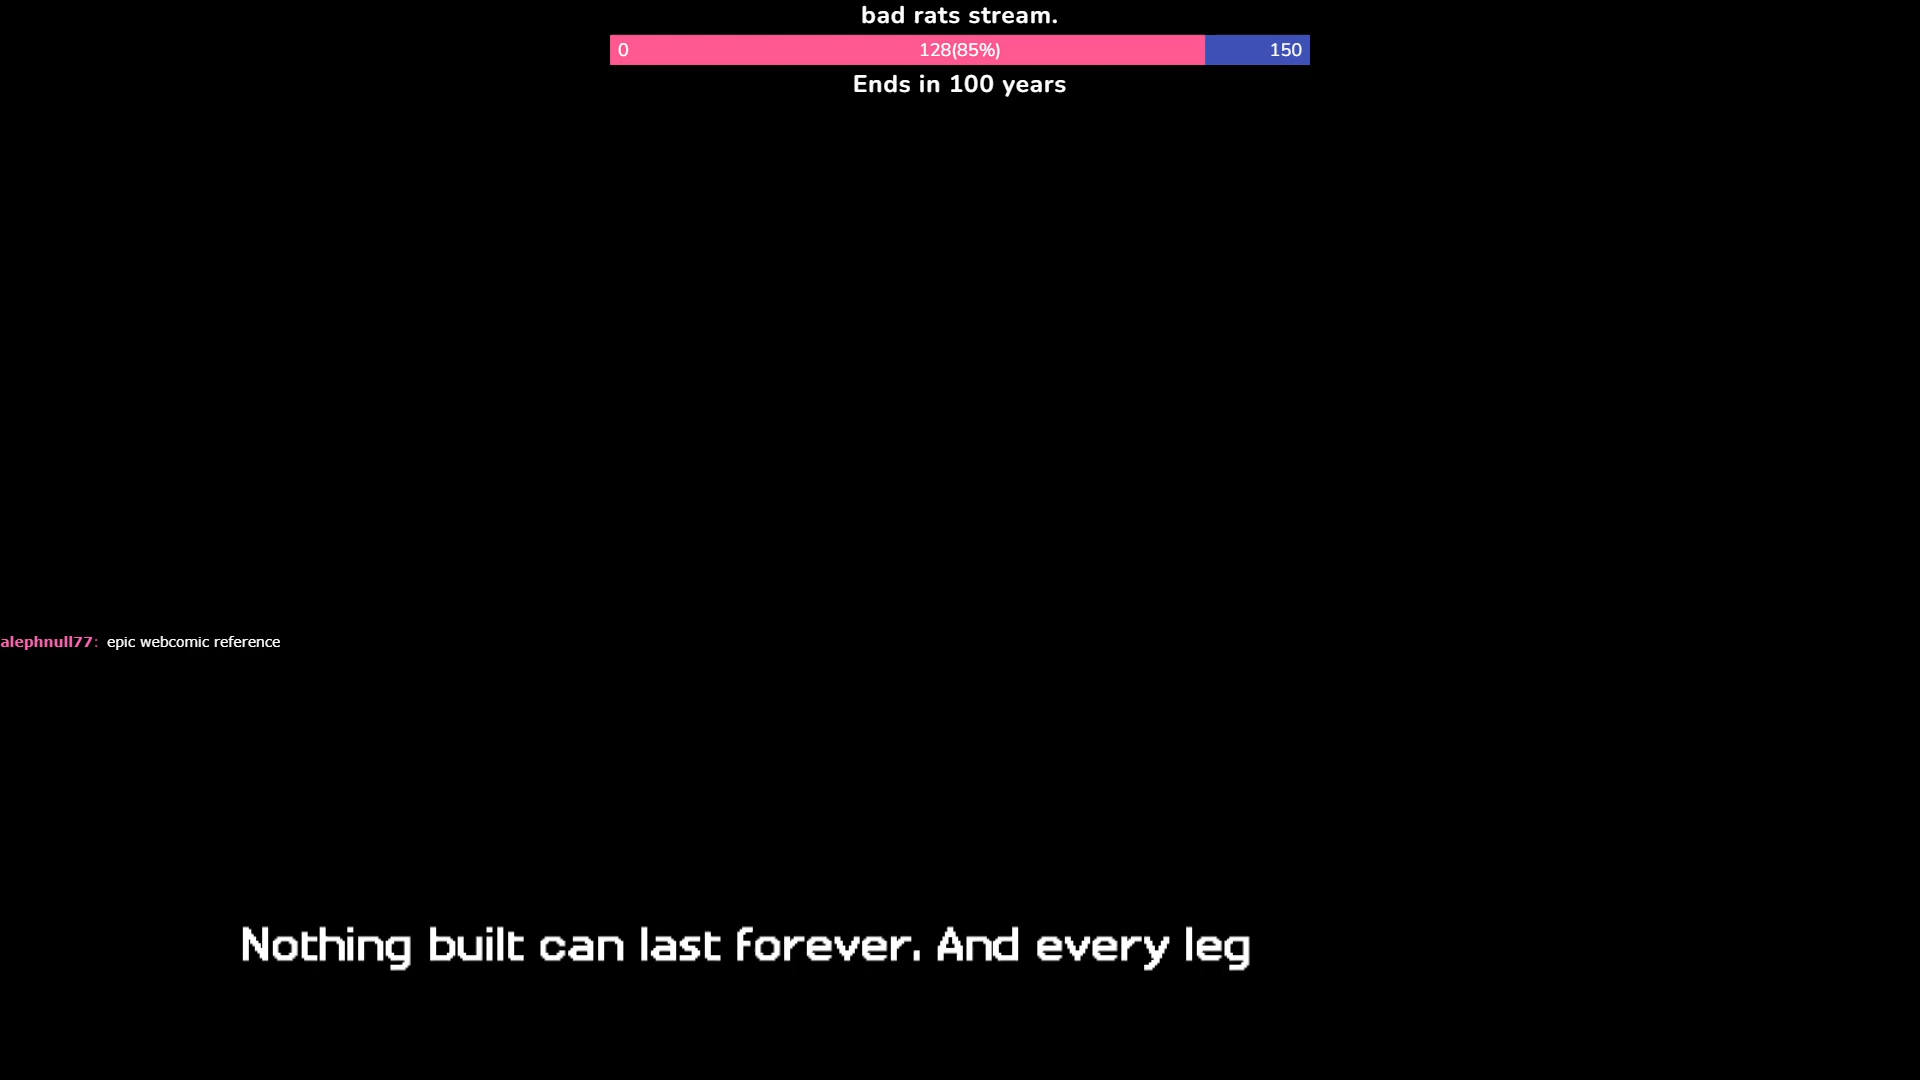 bad rats stream.
0 128(85%) 150
Ends in 100 years
alephnull77: epic webcomic reference
Nothing built can last forever. And every leg